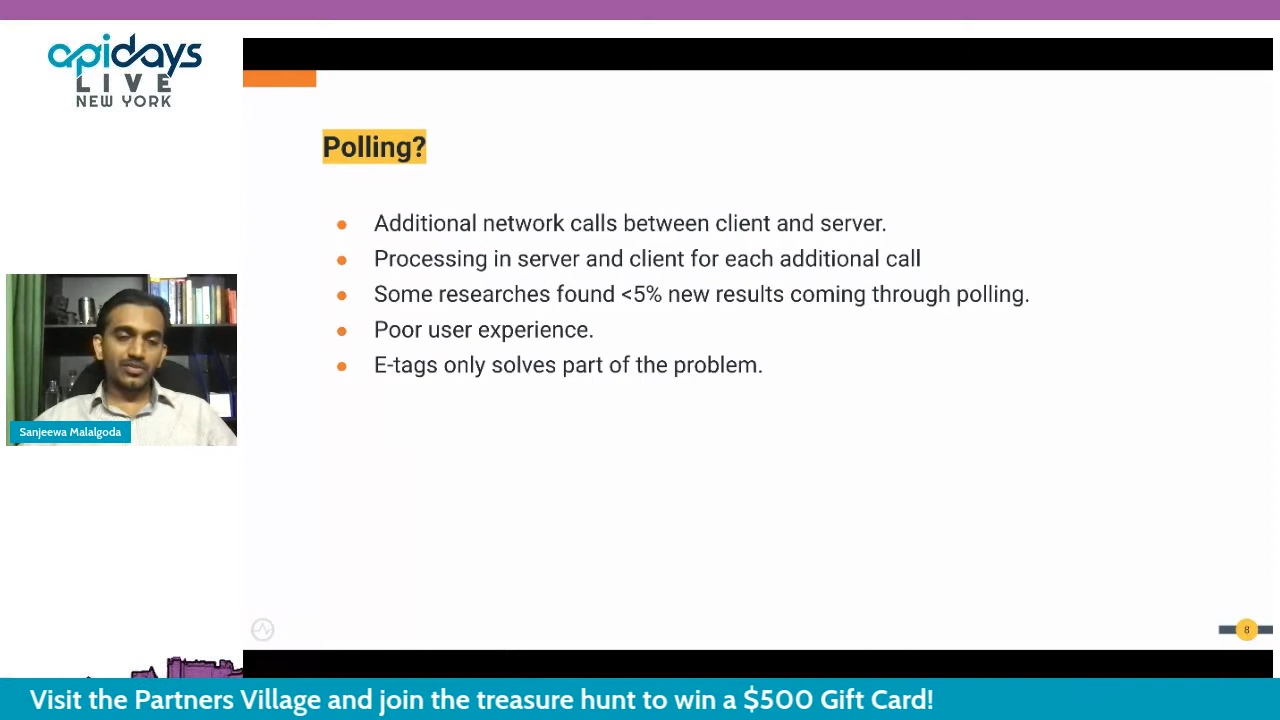 apidays
LIVE
NEW YORK
Polling?
● Additional network calls between client and server.
● Processing in server and client for each additional call
● Some researches found <5% new results coming through polling.
● Poor user experience.
● E-tags only solves part of the problem.
Sanjeewa Malalgoda
8
Visit the Partners Village and join the treasure hunt to win a $500 Gift Card!